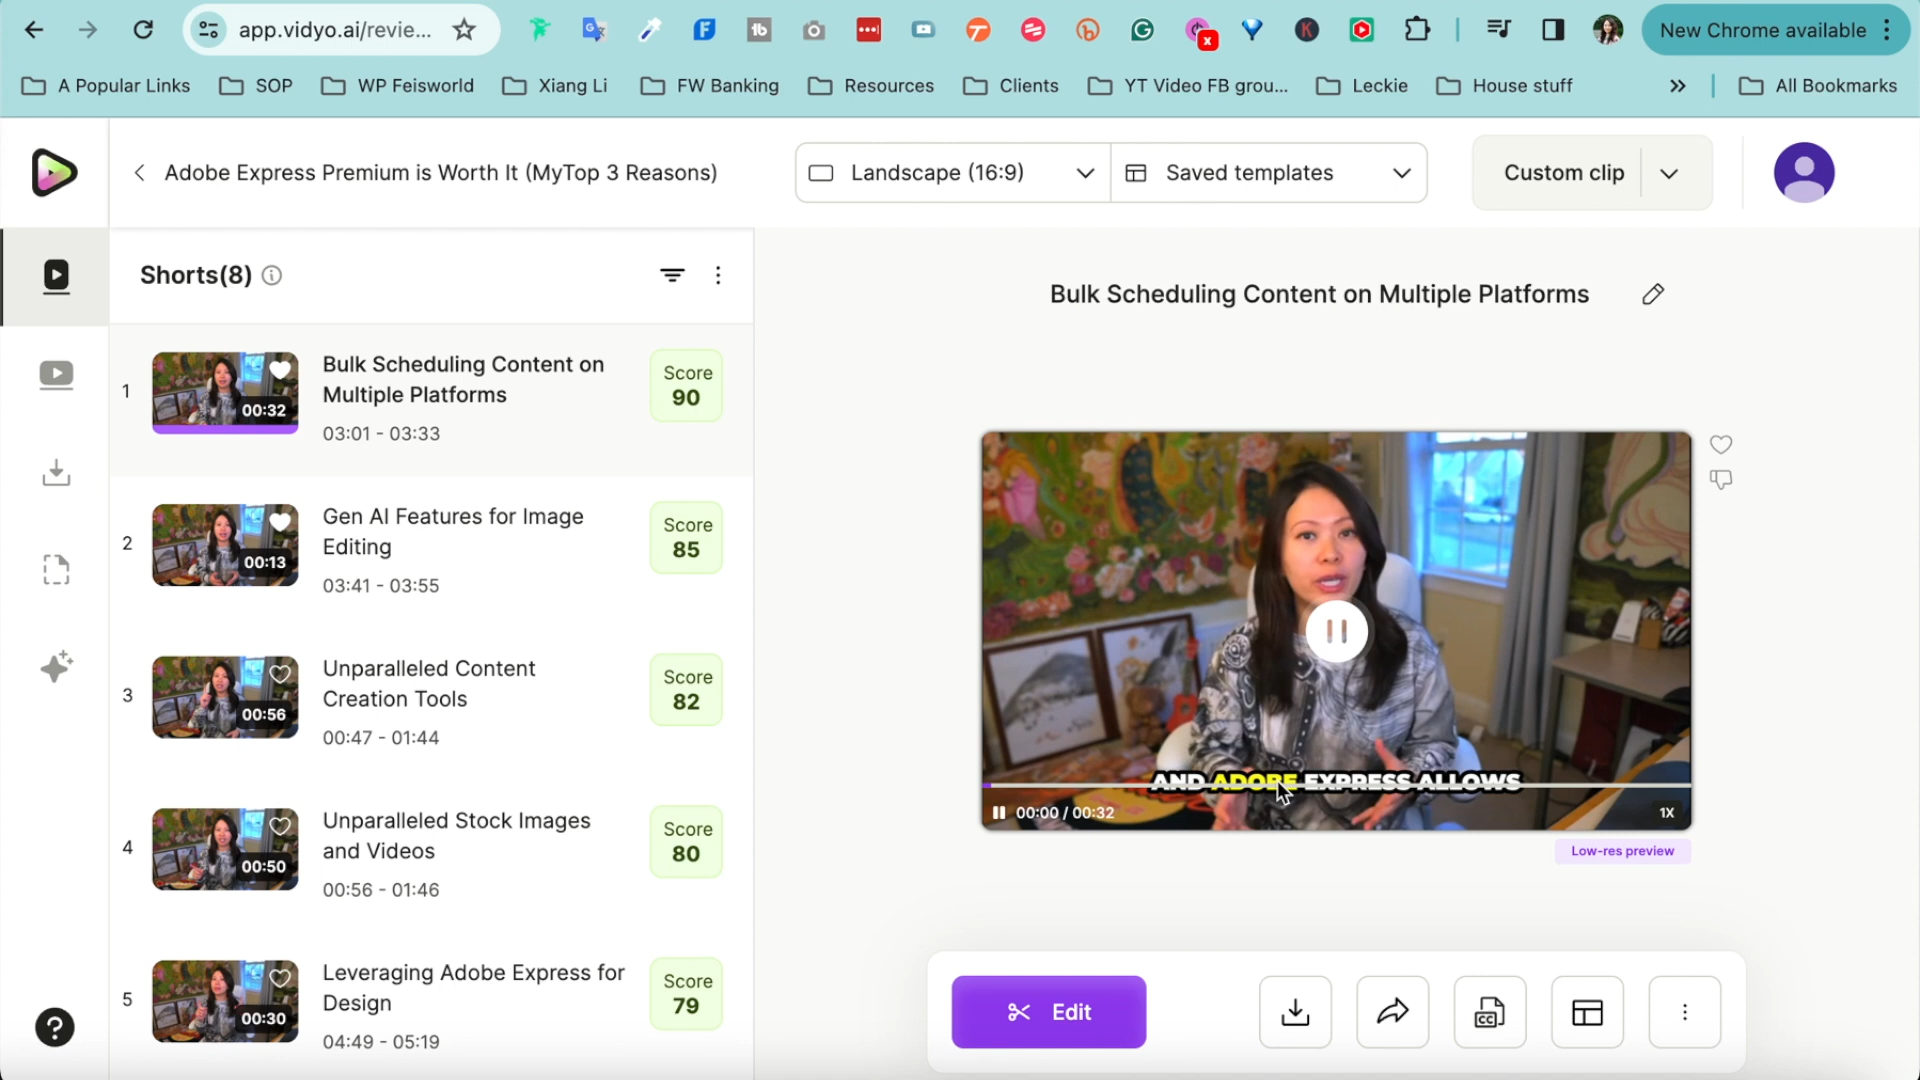 app.vidyo.ai/revie...
New Chrome available
A Popular Links
SOP
WP Feisworld
Xiang Li
FW Banking
Resources
Clients
YT Video FB grou...
Leckie
House stuff
All Bookmarks
Adobe Express Premium is Worth It (MyTop 3 Reasons)
Landscape (16:9)
Saved templates
Custom clip
Shorts(8)
Bulk Scheduling Content on Multiple Platforms
1
00:32
Bulk Scheduling Content on
Multiple Platforms
03:01 - 03:33
Score
90
2
00:13
Gen AI Features for Image
Editing
03:41 - 03:55
Score
85
3
00:56
Unparalleled Content
Creation Tools
00:47 - 01:44
Score
82
4
00:50
Unparalleled Stock Images
and Videos
00:56 - 01:46
Score
80
5
00:30
Leveraging Adobe Express for
Design
04:49 - 05:19
Score
79
AND ADOBE EXPRESS ALLOWS
00:00 / 00:32
1X
Low-res preview
Edit
CC